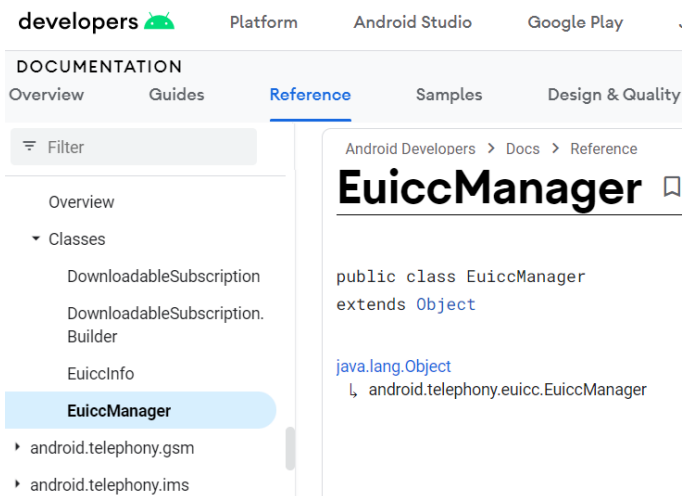 developers
Platform
Android Studio
Google Play
DOCUMENTATION
Overview
Guides
Reference
Samples
Design & Quality
Filter
Overview
Classes
DownloadableSubscription
DownloadableSubscription.
Builder
EuiccInfo
EuiccManager
android.telephony.gsm
android.telephony.ims
Android Developers > Docs > Reference
EuiccManager
public class EuiccManager
extends Object
java.lang.Object
↳ android.telephony.euicc.EuiccManager